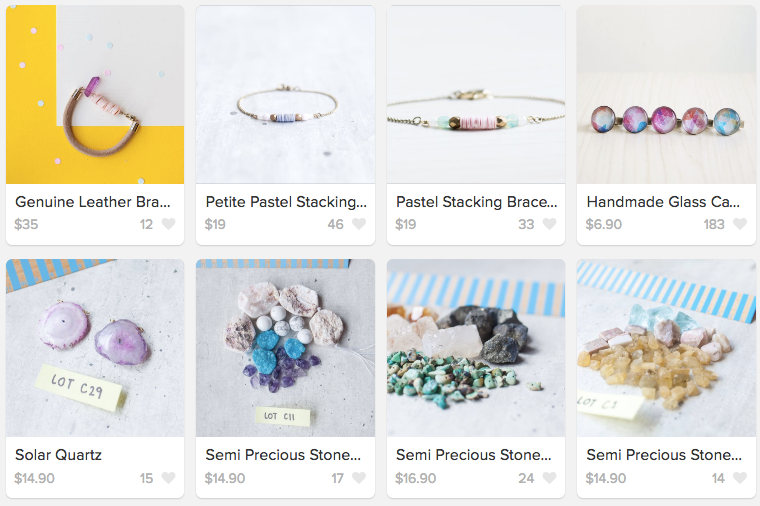 Genuine Leather Bra...
$35 12
Petite Pastel Stacking...
$19 46
Pastel Stacking Brace...
$19 33
Handmade Glass Ca...
$6.90 183
LOT C29
Solar Quartz
$14.90 15
LOT C11
Semi Precious Stone...
$14.90 17
Semi Precious Stone...
$16.90 24
LOT C3
Semi Precious Stone...
$14.90 14